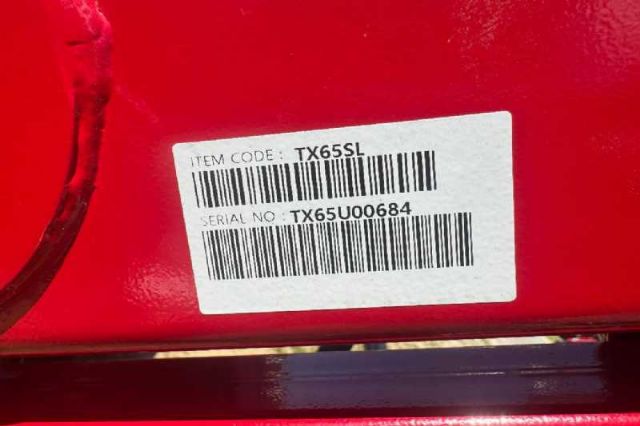 ITEM CODE : TX65SL
SERIAL NO : TX65U00684